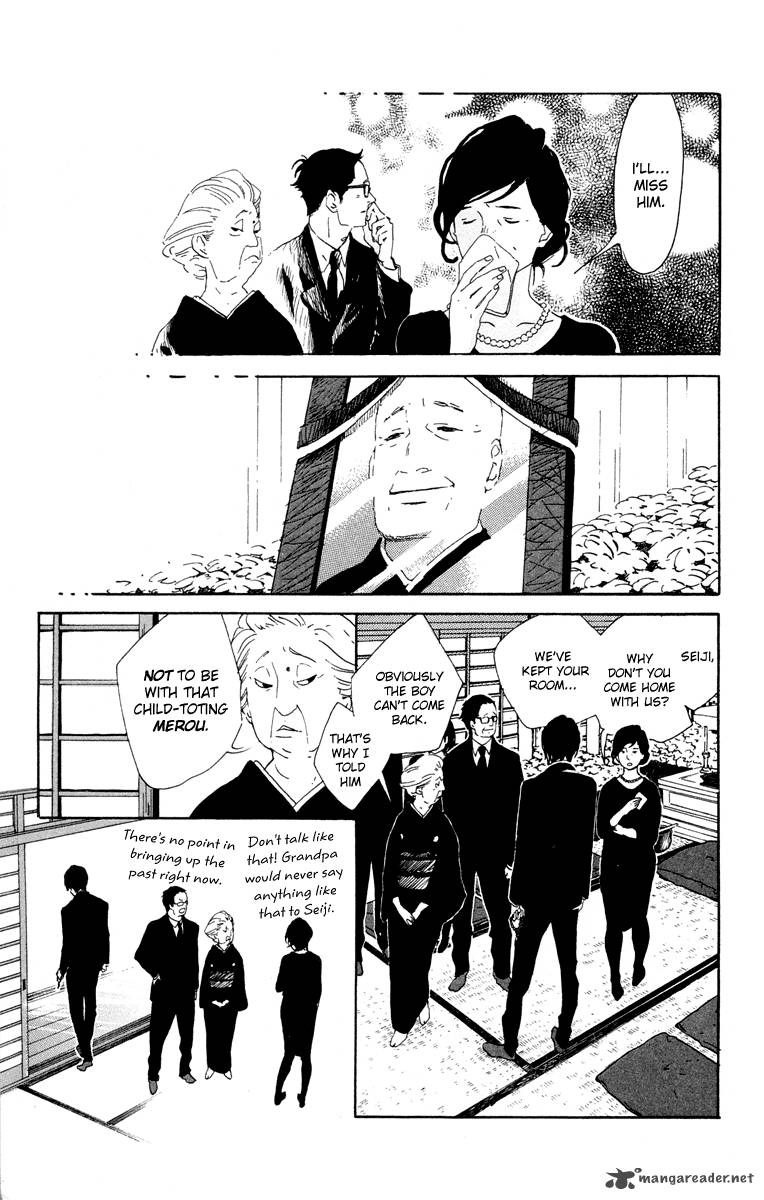 I'LL...
MISS
HIM.
SEIJI,
WHY
DON'T YOU
COME HOME
WITH US?
WE'VE
KEPT YOUR
ROOM...
OBVIOUSLY
THE BOY
CAN'T COME
BACK.
THAT'S
WHY I
TOLD
HIM
NOT TO BE
WITH THAT
CHILD-TOTING
MEROU.
Don't talk like
that! Grandpa
would never say
anything like
that to Seiji.
There's no point in
bringing up the
past right now.
mangareader.net